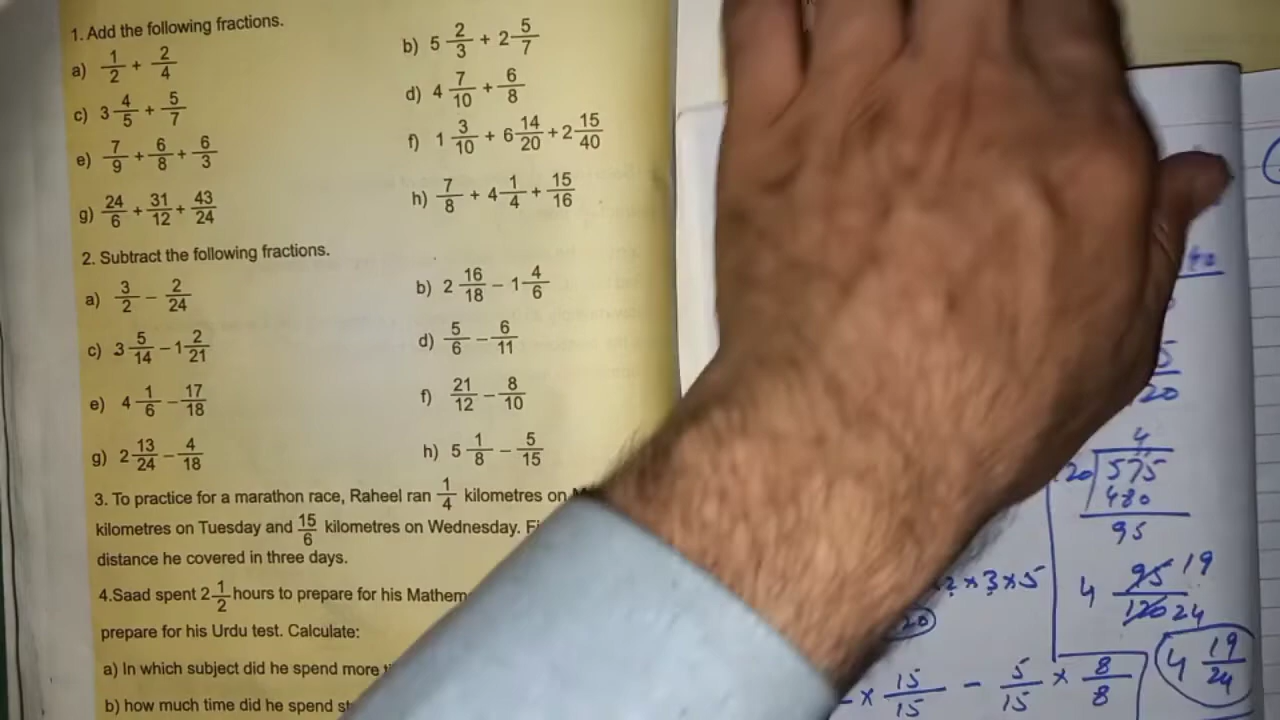 1. Add the following fractions.
a) 1/2 + 2/4
b) 5 2/3 + 2 5/7
c) 3 4/5 + 5/7
d) 4 7/10 + 6/8
e) 7/9 + 6/8 + 6/3
f) 1 3/10 + 6 14/20 + 2 15/40
g) 24/6 + 31/12 + 43/24
h) 7/8 + 4 1/4 + 15/16
2. Subtract the following fractions.
a) 3/2 − 2/24
b) 2 16/18 − 1 4/6
c) 3 5/14 − 1 2/21
d) 5/6 − 6/11
e) 4 1/6 − 17/18
f) 21/12 − 8/10
g) 2 13/24 − 4/18
h) 5 1/8 − 5/15
3. To practice for a marathon race, Raheel ran 1/4 kilometres on
kilometres on Tuesday and 15/6 kilometres on Wednesday.
distance he covered in three days.
4.Saad spent 2 1/2 hours to prepare for his
prepare for his Urdu test. Calculate:
a) In which subject did he spend more
b) how much time did he spend
20
4
575
480
95
×3×5
4 95/120 19/24
4 19/24
× 15/15 − 5/15 × 8/8